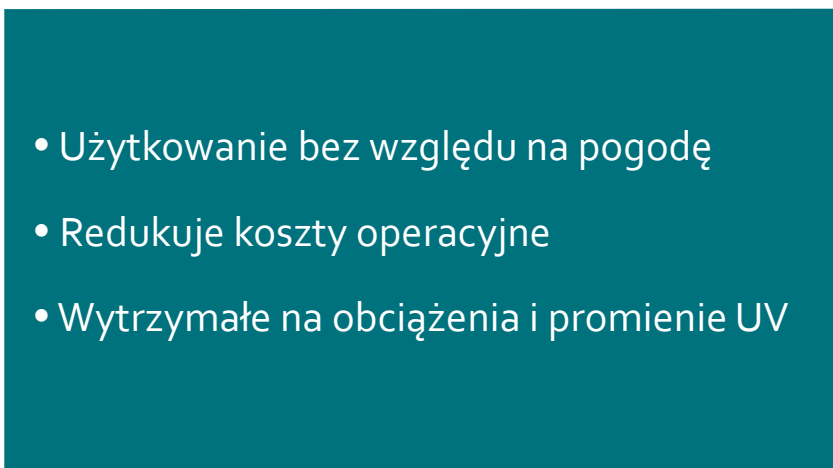 • Użytkowanie bez względu na pogodę
• Redukuje koszty operacyjne
• Wytrzymałe na obciążenia i promienie UV